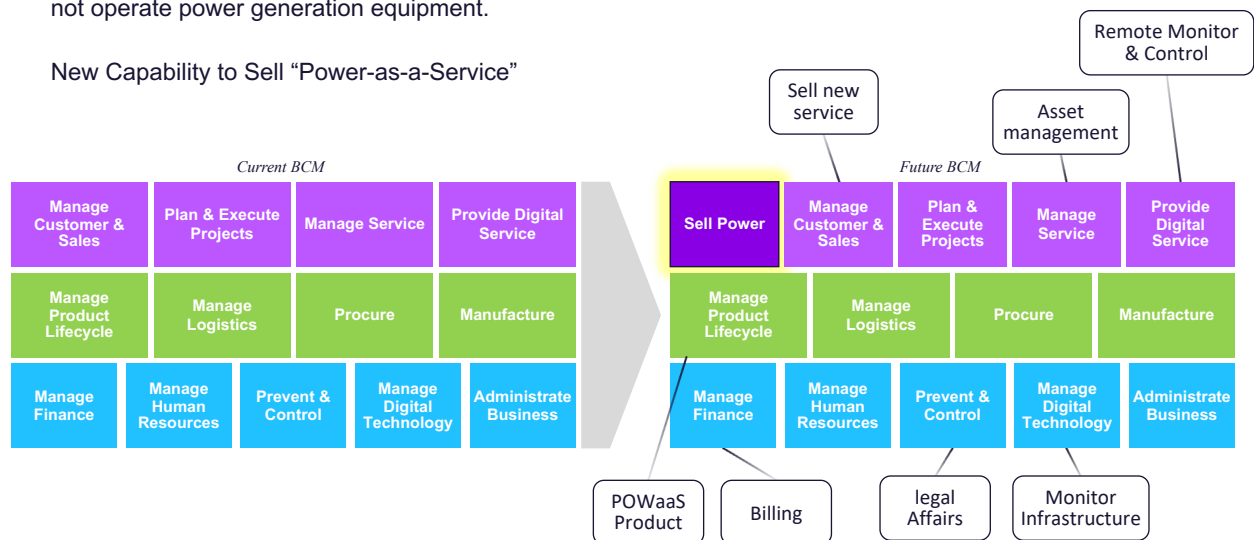 not operate power generation equipment.
New Capability to Sell “Power-as-a-Service”
Remote Monitor
& Control
Sell new
service
Asset
management
Current BCM
Future BCM
Manage
Customer &
Sales
Plan & Execute
Projects
Manage Service
Provide Digital
Service
Sell Power
Manage
Customer &
Sales
Plan &
Execute
Projects
Manage
Service
Provide
Digital
Service
Manage
Product
Lifecycle
Manage
Logistics
Procure
Manufacture
Manage
Product
Lifecycle
Manage
Logistics
Procure
Manufacture
Manage
Finance
Manage
Human
Resources
Prevent &
Control
Manage
Digital
Technology
Administrate
Business
Manage
Finance
Manage
Human
Resources
Prevent &
Control
Manage
Digital
Technology
Administrate
Business
POWaaS
Product
Billing
legal
Affairs
Monitor
Infrastructure